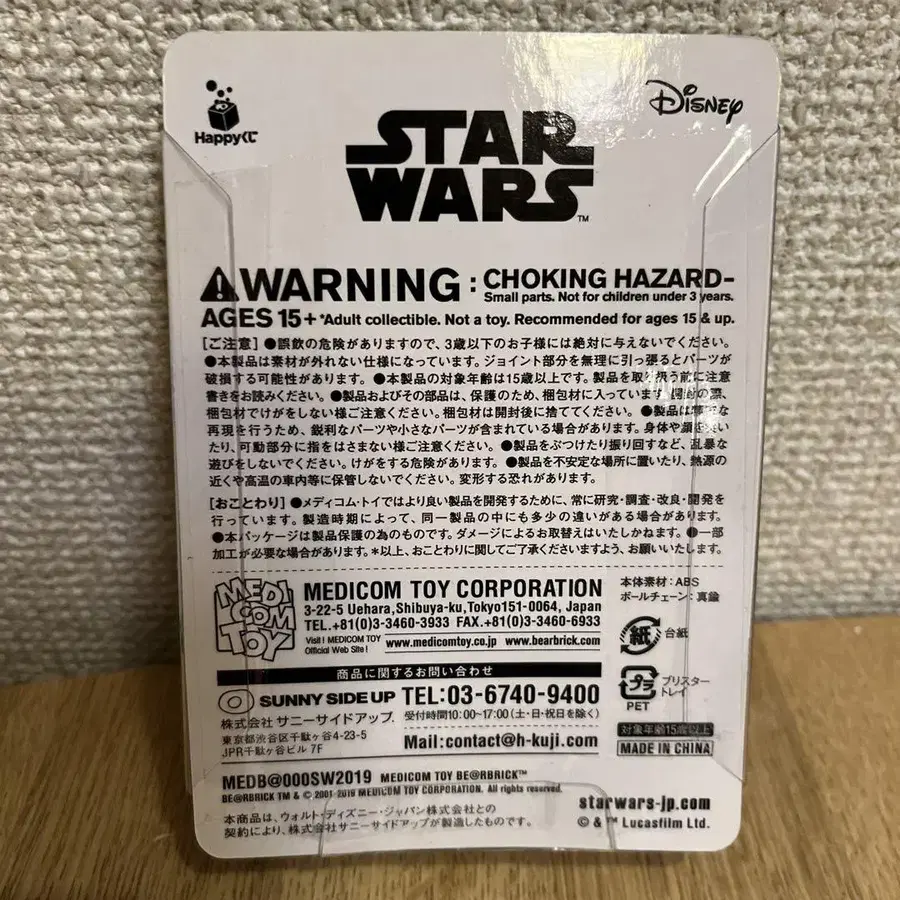 Happyくじ
Disney
STAR
WARS™
WARNING : CHOKING HAZARD-
Small parts. Not for children under 3 years.
AGES 15+ *Adult collectible. Not a toy. Recommended for ages 15 & up.
[ご注意] ●誤飲の危険がありますので、3歳以下のお子様には絶対に与えないでください。
●本製品は素材が外れない仕様になっています。ジョイント部分を無理に引っ張るとパーツが
破損する可能性があります。 ●本製品の対象年齢は15歳以上です。製品を取り扱う前に注意
書きをお読みください。 ●製品およびその部品は、保護のため、梱包材に入っています。開封の際、
梱包材でけがをしない様ご注意ください。梱包材は開封後に捨ててください。 ●製品は
再現を行うため、鋭利なパーツや小さなパーツが含まれている場合があります。身体や顔を突い
たり、可動部分に指をはさまない様ご注意ください。 ●製品をぶつけたり振り回すなど、乱暴な
遊びをしないでください。けがをする危険があります。 ●製品を不安定な場所に置いたり、熱源の
近くや高温の車内等に保管しないでください。変形する恐れがあります。
[おことわり] ●メディコム・トイではより良い製品を開発するために、常に研究・調査・改良・開発を
行っています。製造時期によって、同一製品の中にも多少の違いがある場合があります。
●本パッケージは製品保護の為のものです。ダメージによるお取替えはいたしかねます。●一部
加工が必要な場合があります。＊以上、おことわりに関してご了承くださいますよう、お願いいたします。
MEDI
COM
TOY
MEDICOM TOY CORPORATION
3-22-5 Uehara,Shibuya-ku,Tokyo151-0064, Japan
TEL.+81(0)3-3460-3933 FAX.+81(0)3-3460-6933
Visit ! MEDICOM TOY
Official Web Site !
www.medicomtoy.co.jp www.bearbrick.com
本体素材：ABS
ボールチェーン：真鍮
紙
台紙
プラ
PET
ブリスター
トレイ
対象年齢15歳以上
MADE IN CHINA
商品に関するお問い合わせ
SUNNY SIDE UP
株式会社 サニーサイドアップ
東京都渋谷区千駄ヶ谷4-23-5
JPR千駄ヶ谷ビル 7F
TEL:03-6740-9400
受付時間10:00~17:00（土・日・祝日を除く）
Mail:contact@h-kuji.com
MEDB@000SW2019 MEDICOM TOY BE@RBRICK™
BE@RBRICK TM & © 2001-2019 MEDICOM TOY CORPORATION. All rights reserved.
本商品は、ウォルト・ディズニー・ジャパン株式会社との
契約により、株式会社サニーサイドアップが製造したものです。
starwars-jp.com
© & ™ Lucasfilm Ltd.